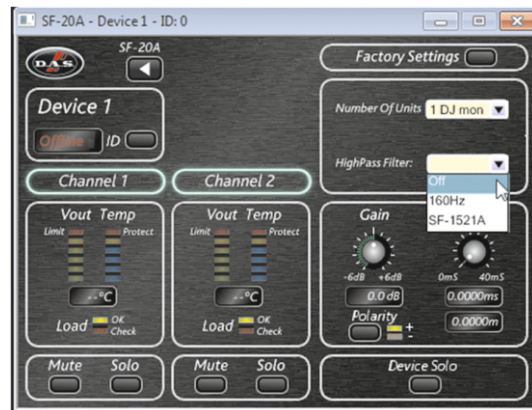 SF-20A - Device 1 - ID: 0
DAS
SF-20A
Factory Settings
Device 1
Offline ID
Number Of Units 1 DJ mon
HighPass Filter:
Off
160Hz
SF-1521A
Channel 1
Channel 2
Vout Temp
Limit Protect
--°C
Load OK
Check
Vout Temp
Limit Protect
--°C
Load OK
Check
Gain
-6dB +6dB
0mS 40mS
0.0 dB
0.0000ms
Polarity
+
-
0.0000m
Mute Solo
Mute Solo
Device Solo